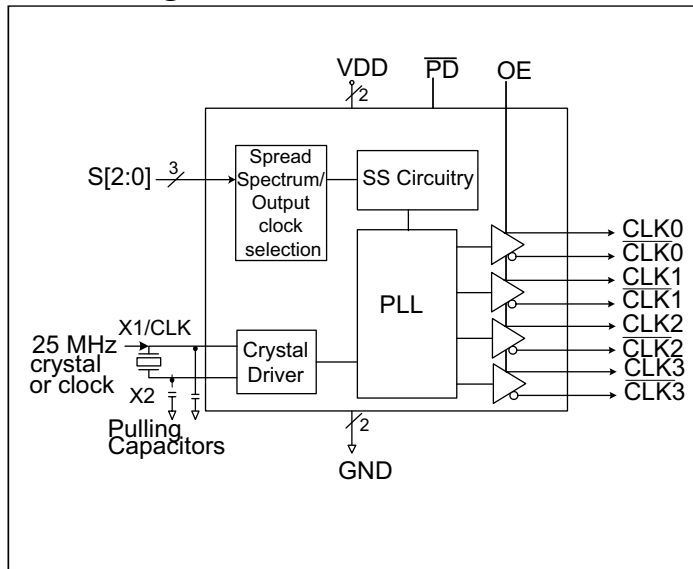 VDD
PD
OE
2
S[2:0]
3
Spread
Spectrum/
Output
clock
selection
SS Circuitry
PLL
CLK0
CLK0
CLK1
CLK1
CLK2
CLK2
CLK3
CLK3
X1/CLK
25 MHz
crystal
or clock
X2
Crystal
Driver
Pulling
Capacitors
2
GND